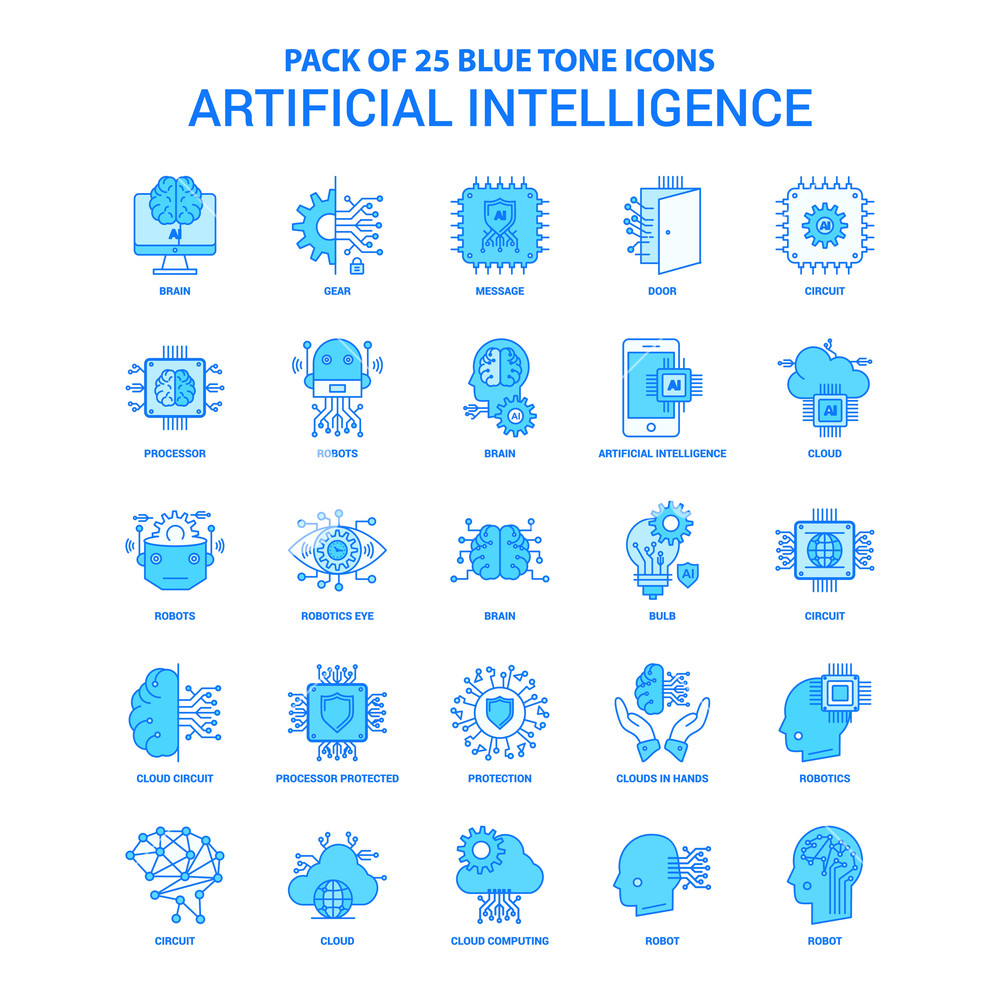 PACK OF 25 BLUE TONE ICONS
ARTIFICIAL INTELLIGENCE
AI
AI
AI
BRAIN
GEAR
MESSAGE
DOOR
CIRCUIT
AI
AI
AI
PROCESSOR
ROBOTS
BRAIN
ARTIFICIAL INTELLIGENCE
CLOUD
AI
ROBOTS
ROBOTICS EYE
BRAIN
BULB
CIRCUIT
CLOUD CIRCUIT
PROCESSOR PROTECTED
PROTECTION
CLOUDS IN HANDS
ROBOTICS
CIRCUIT
CLOUD
CLOUD COMPUTING
ROBOT
ROBOT